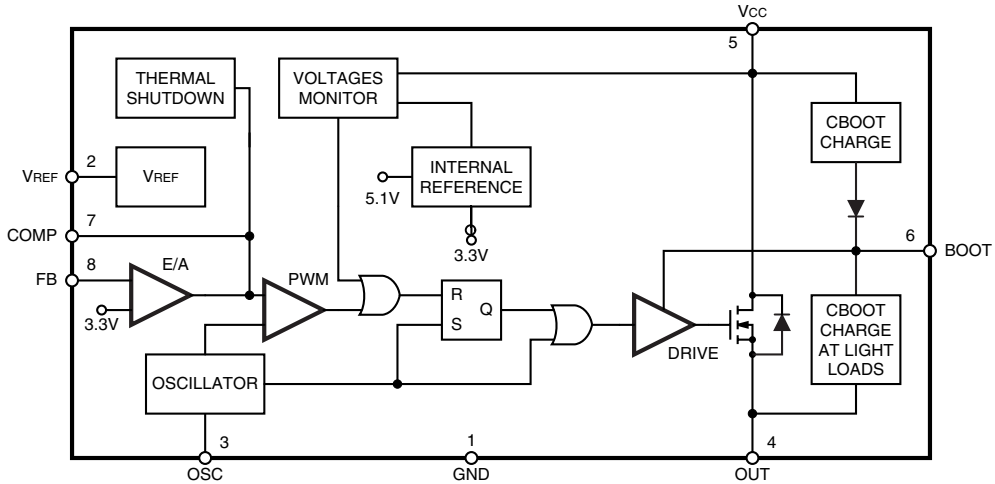 VCC
5
THERMAL
SHUTDOWN
VOLTAGES
MONITOR
CBOOT
CHARGE
2
VREF
VREF
INTERNAL
REFERENCE
5.1V
7
COMP
3.3V
6
BOOT
8
FB
E/A
PWM
3.3V
R
S
Q
DRIVE
CBOOT
CHARGE
AT LIGHT
LOADS
OSCILLATOR
3
OSC
1
GND
4
OUT